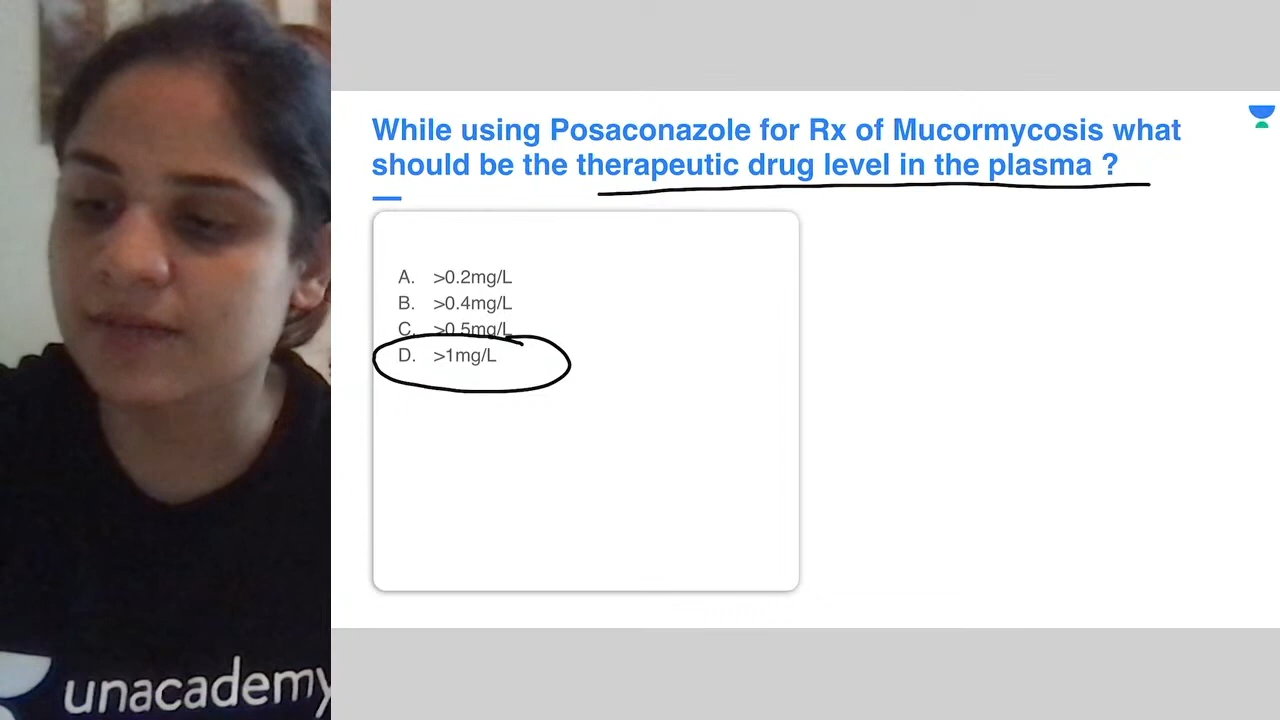 While using Posaconazole for Rx of Mucormycosis what
should be the therapeutic drug level in the plasma ?
A. >0.2mg/L
B. >0.4mg/L
C. >0.5mg/L
D. >1mg/L
unacademy